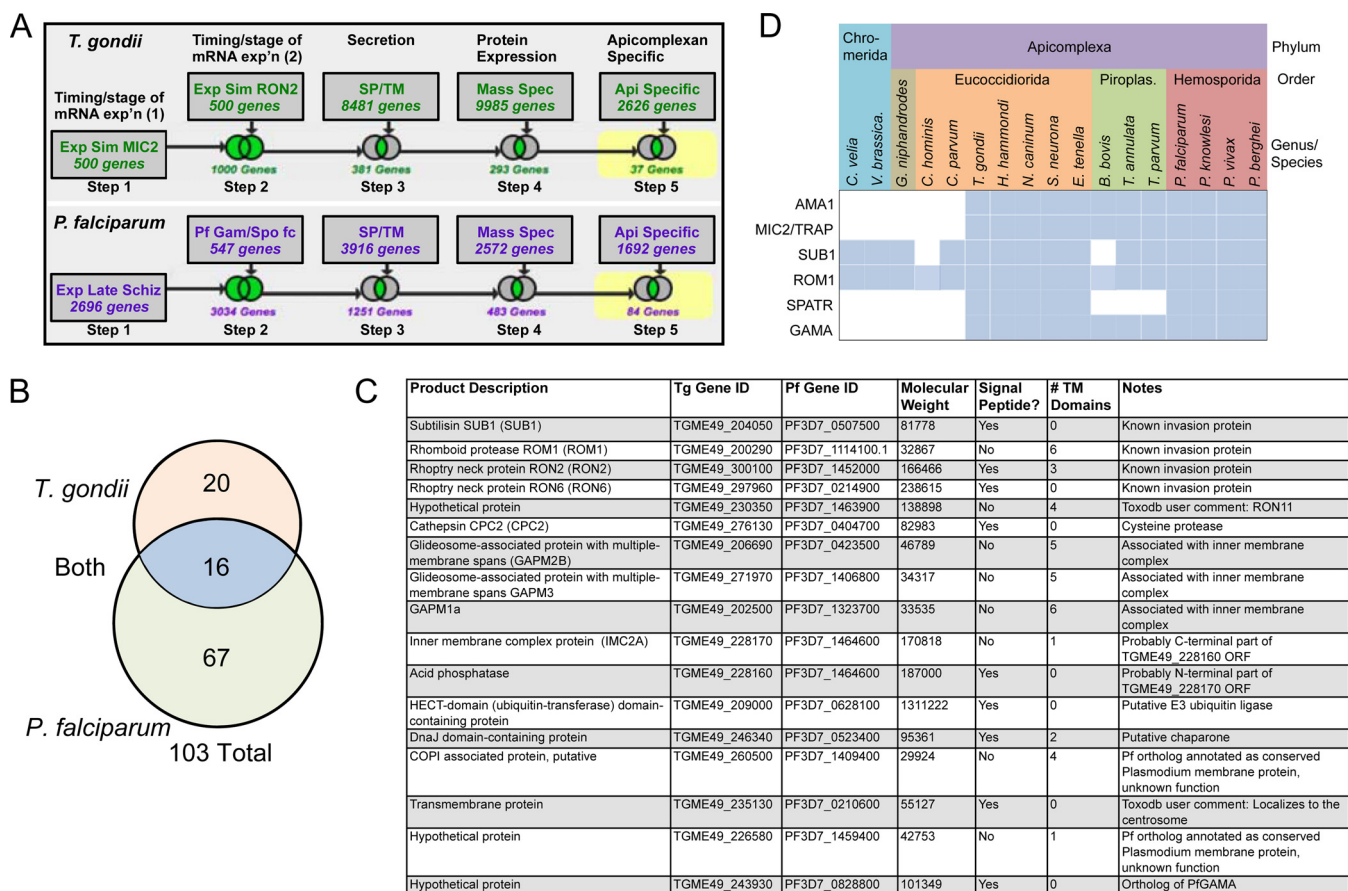 A
T. gondii
Timing/stage of mRNA exp'n (2)
Secretion
Protein Expression
Apicomplexan Specific
Timing/stage of mRNA exp'n (1)
Exp Sim RON2
500 genes
SP/TM
8481 genes
Mass Spec
9985 genes
Api Specific
2626 genes
Exp Sim MIC2
500 genes
1000 Genes
381 Genes
293 Genes
37 Genes
Step 1
Step 2
Step 3
Step 4
Step 5
P. falciparum
Pf Gam/Spo fc
547 genes
SP/TM
3916 genes
Mass Spec
2572 genes
Api Specific
1692 genes
Exp Late Schiz
2696 genes
3034 Genes
1251 Genes
483 Genes
84 Genes
Step 1
Step 2
Step 3
Step 4
Step 5
D
Chro-
merida
Apicomplexa
Phylum
Eucoccidiorida
Piroplas.
Hemosporida
Order
C. velia
V. brassica.
G. niphandrodes
C. hominis
C. parvum
T. gondii
H. hammondi
N. caninum
S. neurona
E. tenella
B. bovis
T. annulata
T. parvum
P. falciparum
P. knowlesi
P. vivax
P. berghei
Genus/
Species
AMA1
MIC2/TRAP
SUB1
ROM1
SPATR
GAMA
B
T. gondii
20
Both
16
67
P. falciparum
103 Total
C
Product Description Tg Gene ID Pf Gene ID Molecular Weight Signal Peptide? # TM Domains Notes
Subtilisin SUB1 (SUB1) TGME49_204050 PF3D7_0507500 81778 Yes 0 Known invasion protein
Rhomboid protease ROM1 (ROM1) TGME49_200290 PF3D7_1114100.1 32867 No 6 Known invasion protein
Rhoptry neck protein RON2 (RON2) TGME49_300100 PF3D7_1452000 166466 Yes 3 Known invasion protein
Rhoptry neck protein RON6 (RON6) TGME49_297960 PF3D7_0214900 238615 Yes 0 Known invasion protein
Hypothetical protein TGME49_230350 PF3D7_1463900 138898 No 4 Toxodb user comment: RON11
Cathepsin CPC2 (CPC2) TGME49_276130 PF3D7_0404700 82983 Yes 0 Cysteine protease
Glideosome-associated protein with multiple-membrane spans (GAPM2B) TGME49_206690 PF3D7_0423500 46789 No 5 Associated with inner membrane complex
Glideosome-associated protein with multiple-membrane spans GAPM3 TGME49_271970 PF3D7_1406800 34317 No 5 Associated with inner membrane complex
GAPM1a TGME49_202500 PF3D7_1323700 33535 No 6 Associated with inner membrane complex
Inner membrane complex protein (IMC2A) TGME49_228170 PF3D7_1464600 170818 No 1 Probably C-terminal part of TGME49_228160 ORF
Acid phosphatase TGME49_228160 PF3D7_1464600 187000 Yes 0 Probably N-terminal part of TGME49_228170 ORF
HECT-domain (ubiquitin-transferase) domain-containing protein TGME49_209000 PF3D7_0628100 1311222 Yes 0 Putative E3 ubiquitin ligase
DnaJ domain-containing protein TGME49_246340 PF3D7_0523400 95361 Yes 2 Putative chaparone
COPI associated protein, putative TGME49_260500 PF3D7_1409400 29924 No 4 Pf ortholog annotated as conserved Plasmodium membrane protein, unknown function
Transmembrane protein TGME49_235130 PF3D7_0210600 55127 Yes 0 Toxodb user comment: Localizes to the centrosome
Hypothetical protein TGME49_226580 PF3D7_1459400 42753 No 1 Pf ortholog annotated as conserved Plasmodium membrane protein, unknown function
Hypothetical protein TGME49_243930 PF3D7_0828800 101349 Yes 0 Ortholog of PfGAMA